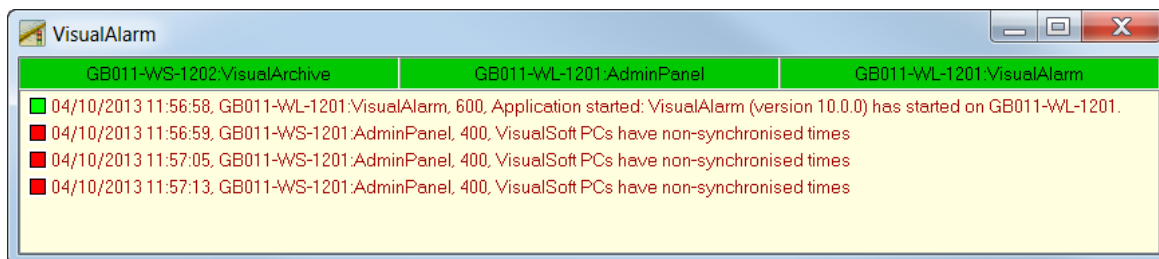 VisualAlarm
GB011-WS-1202:VisualArchive GB011-WL-1201:AdminPanel GB011-WL-1201:VisualAlarm
04/10/2013 11:56:58, GB011-WL-1201:VisualAlarm, 600, Application started: VisualAlarm (version 10.0.0) has started on GB011-WL-1201.
04/10/2013 11:56:59, GB011-WS-1201:AdminPanel, 400, VisualSoft PCs have non-synchronised times
04/10/2013 11:57:05, GB011-WS-1201:AdminPanel, 400, VisualSoft PCs have non-synchronised times
04/10/2013 11:57:13, GB011-WS-1201:AdminPanel, 400, VisualSoft PCs have non-synchronised times